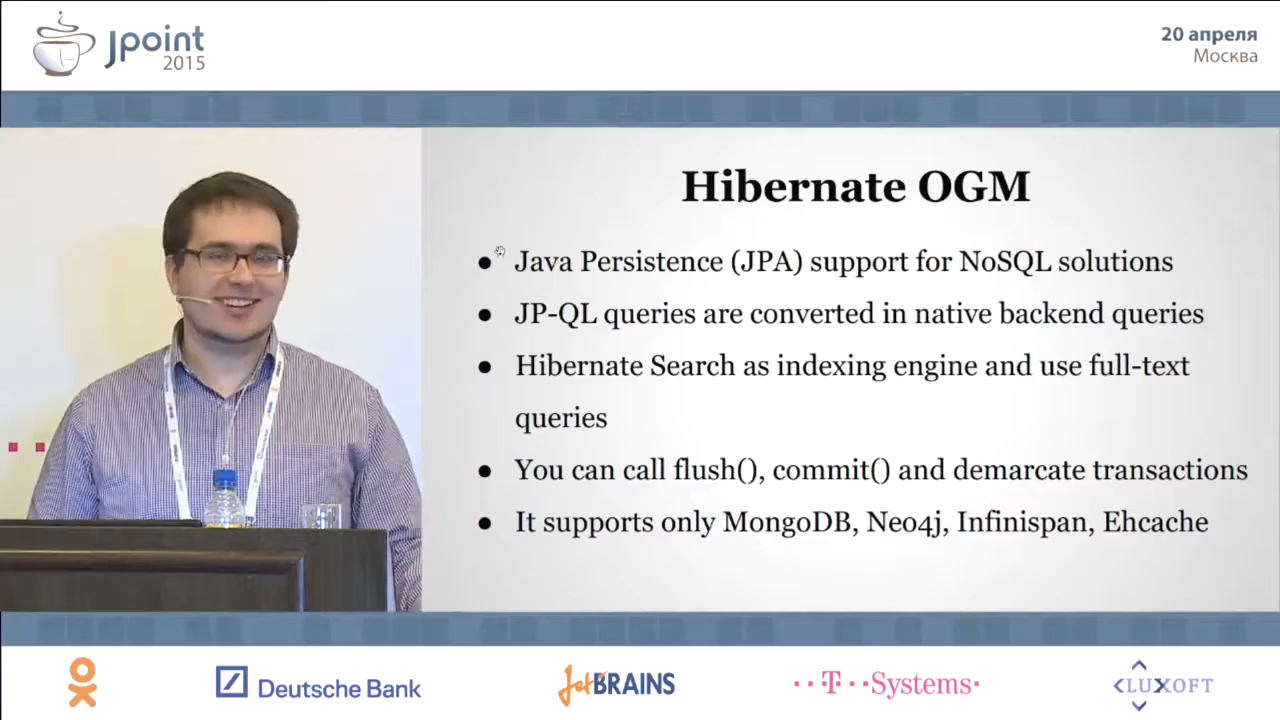 Jpoint
2015
20 апреля
Москва
Hibernate OGM
● Java Persistence (JPA) support for NoSQL solutions
● JP-QL queries are converted in native backend queries
● Hibernate Search as indexing engine and use full-text
queries
● You can call flush(), commit() and demarcate transactions
● It supports only MongoDB, Neo4j, Infinispan, Ehcache
Deutsche Bank
JetBRAINS
··T··Systems·
LUXOFT